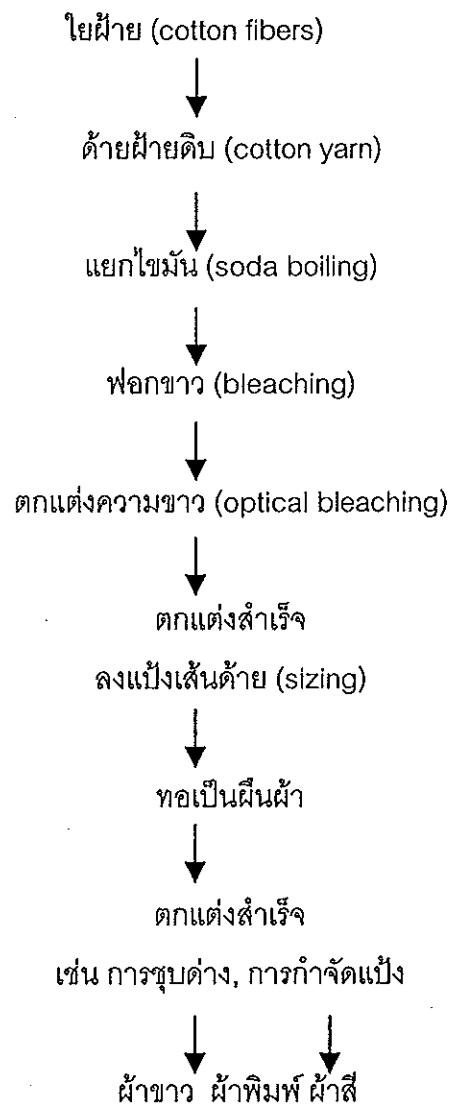 ใยฝ้าย (cotton fibers)
ด้ายฝ้ายดิบ (cotton yarn)
แยกไขมัน (soda boiling)
ฟอกขาว (bleaching)
ตกแต่งความขาว (optical bleaching)
ตกแต่งสำเร็จ
ลงแป้งเส้นด้าย (sizing)
ทอเป็นผืนผ้า
ตกแต่งสำเร็จ
เช่น การชุบด่าง, การกำจัดแป้ง
ผ้าขาว ผ้าพิมพ์ ผ้าสี